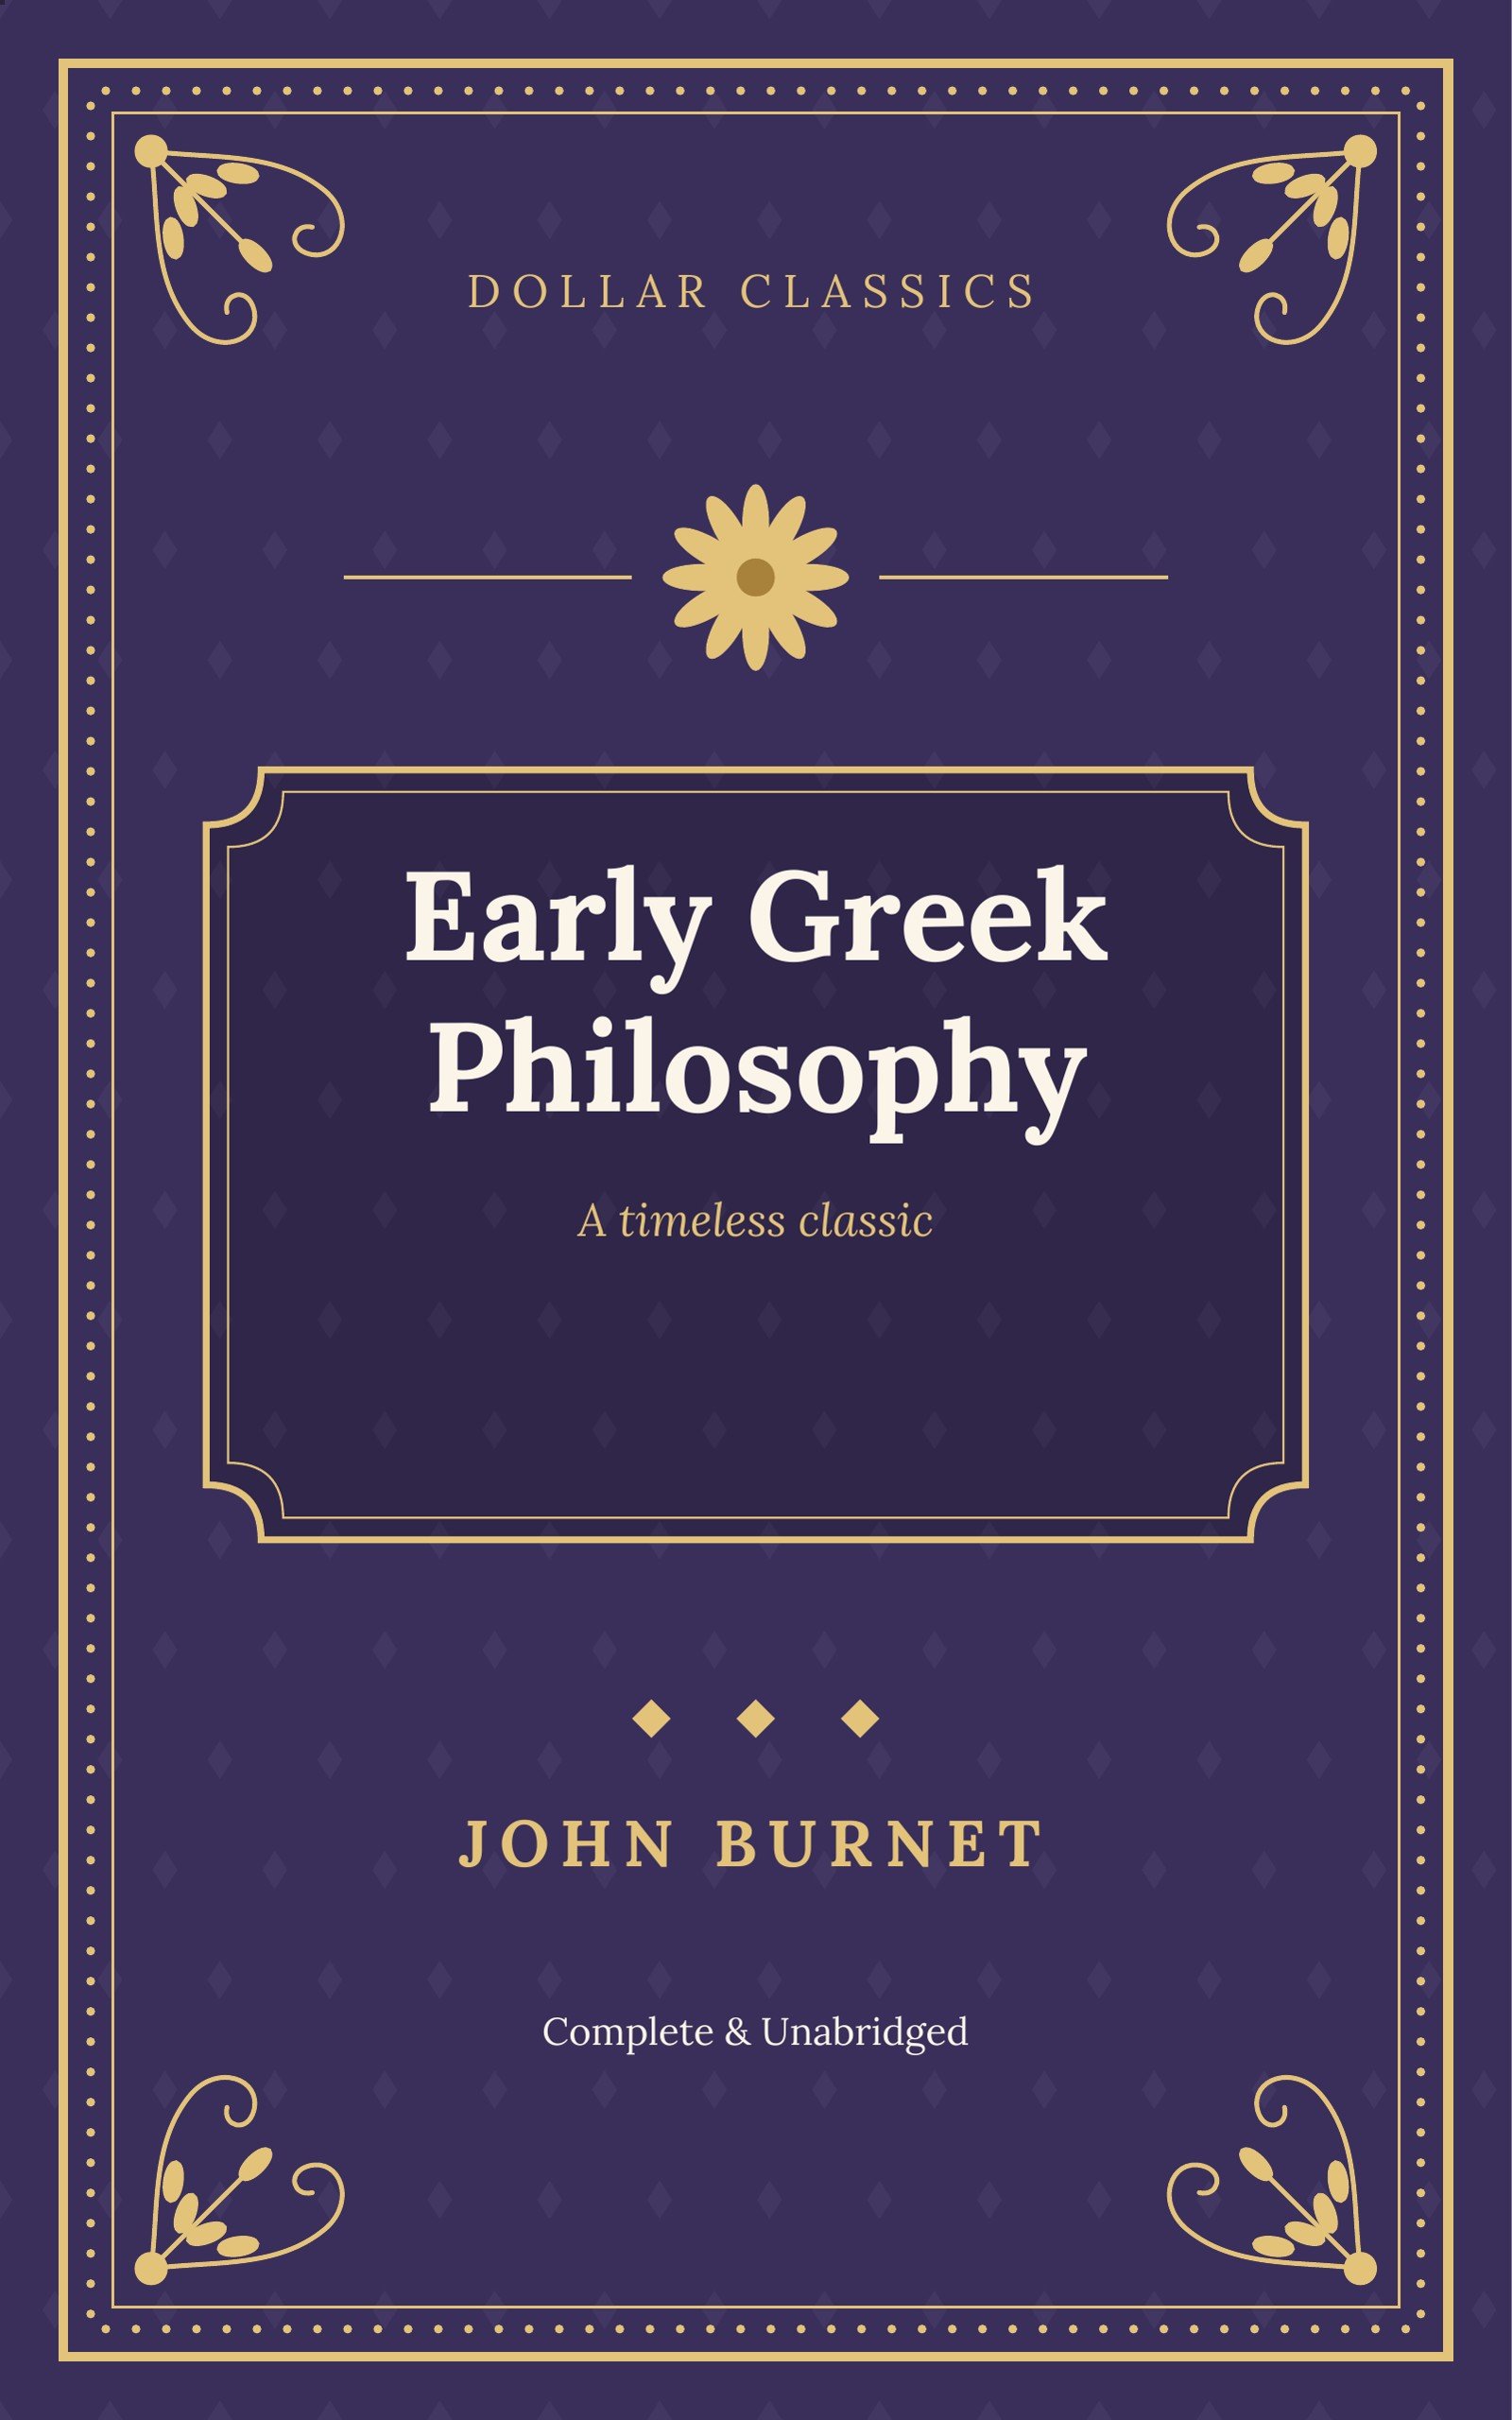 DOLLAR CLASSICS
Early Greek
Philosophy
A timeless classic
JOHN BURNET
Complete & Unabridged